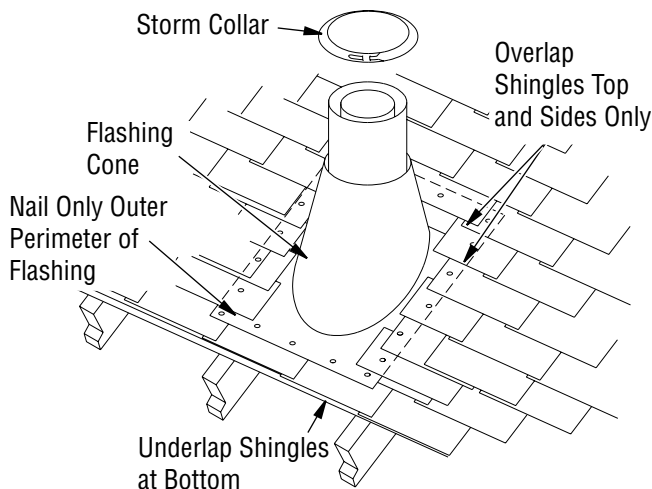 Storm Collar
Overlap
Shingles Top
and Sides Only
Flashing
Cone
Nail Only Outer
Perimeter of
Flashing
Underlap Shingles
at Bottom